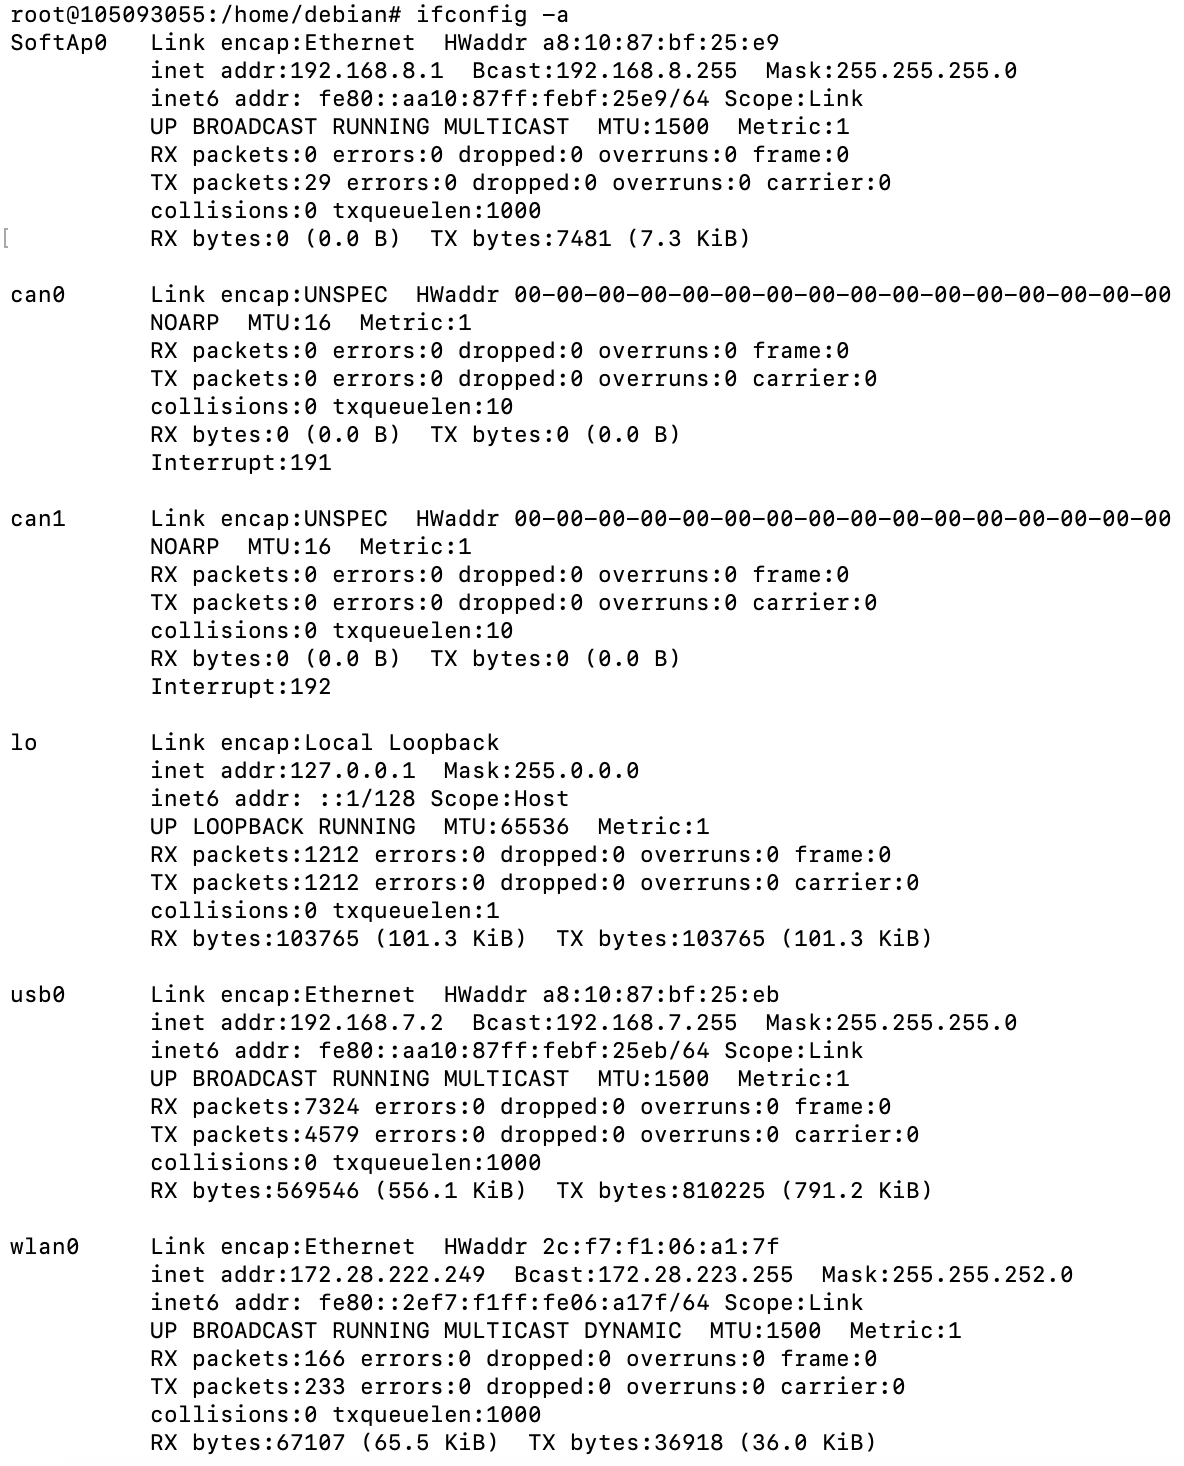 root@105093055:/home/debian# ifconfig -a
SoftAp0   Link encap:Ethernet  HWaddr a8:10:87:bf:25:e9
          inet addr:192.168.8.1  Bcast:192.168.8.255  Mask:255.255.255.0
          inet6 addr: fe80::aa10:87ff:febf:25e9/64 Scope:Link
          UP BROADCAST RUNNING MULTICAST  MTU:1500  Metric:1
          RX packets:0 errors:0 dropped:0 overruns:0 frame:0
          TX packets:29 errors:0 dropped:0 overruns:0 carrier:0
          collisions:0 txqueuelen:1000
[         RX bytes:0 (0.0 B)  TX bytes:7481 (7.3 KiB)

can0      Link encap:UNSPEC  HWaddr 00-00-00-00-00-00-00-00-00-00-00-00-00-00-00-00
          NOARP  MTU:16  Metric:1
          RX packets:0 errors:0 dropped:0 overruns:0 frame:0
          TX packets:0 errors:0 dropped:0 overruns:0 carrier:0
          collisions:0 txqueuelen:10
          RX bytes:0 (0.0 B)  TX bytes:0 (0.0 B)
          Interrupt:191

can1      Link encap:UNSPEC  HWaddr 00-00-00-00-00-00-00-00-00-00-00-00-00-00-00-00
          NOARP  MTU:16  Metric:1
          RX packets:0 errors:0 dropped:0 overruns:0 frame:0
          TX packets:0 errors:0 dropped:0 overruns:0 carrier:0
          collisions:0 txqueuelen:10
          RX bytes:0 (0.0 B)  TX bytes:0 (0.0 B)
          Interrupt:192

lo        Link encap:Local Loopback
          inet addr:127.0.0.1  Mask:255.0.0.0
          inet6 addr: ::1/128 Scope:Host
          UP LOOPBACK RUNNING  MTU:65536  Metric:1
          RX packets:1212 errors:0 dropped:0 overruns:0 frame:0
          TX packets:1212 errors:0 dropped:0 overruns:0 carrier:0
          collisions:0 txqueuelen:1
          RX bytes:103765 (101.3 KiB)  TX bytes:103765 (101.3 KiB)

usb0      Link encap:Ethernet  HWaddr a8:10:87:bf:25:eb
          inet addr:192.168.7.2  Bcast:192.168.7.255  Mask:255.255.255.0
          inet6 addr: fe80::aa10:87ff:febf:25eb/64 Scope:Link
          UP BROADCAST RUNNING MULTICAST  MTU:1500  Metric:1
          RX packets:7324 errors:0 dropped:0 overruns:0 frame:0
          TX packets:4579 errors:0 dropped:0 overruns:0 carrier:0
          collisions:0 txqueuelen:1000
          RX bytes:569546 (556.1 KiB)  TX bytes:810225 (791.2 KiB)

wlan0     Link encap:Ethernet  HWaddr 2c:f7:f1:06:a1:7f
          inet addr:172.28.222.249  Bcast:172.28.223.255  Mask:255.255.252.0
          inet6 addr: fe80::2ef7:f1ff:fe06:a17f/64 Scope:Link
          UP BROADCAST RUNNING MULTICAST DYNAMIC  MTU:1500  Metric:1
          RX packets:166 errors:0 dropped:0 overruns:0 frame:0
          TX packets:233 errors:0 dropped:0 overruns:0 carrier:0
          collisions:0 txqueuelen:1000
          RX bytes:67107 (65.5 KiB)  TX bytes:36918 (36.0 KiB)